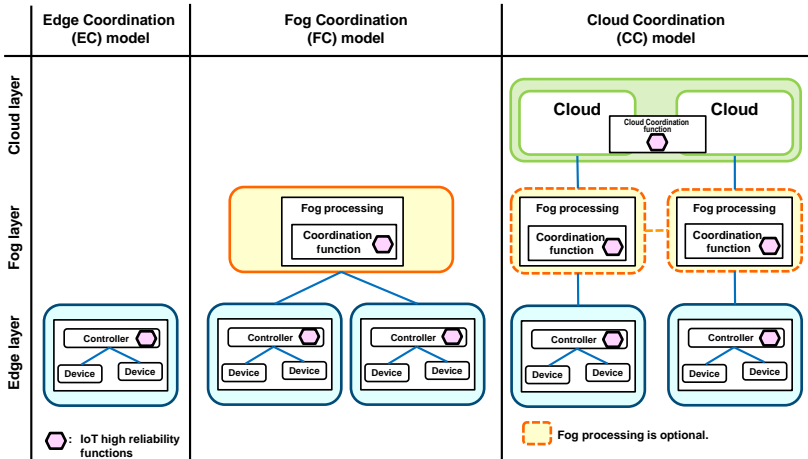 Edge Coordination
(EC) model
Fog Coordination
(FC) model
Cloud Coordination
(CC) model
Cloud layer
Cloud
Cloud
Cloud Coordination
function
Fog layer
Fog processing
Coordination
function
Fog processing
Coordination
function
Fog processing
Coordination
function
Edge layer
Controller
Device
Device
Controller
Device
Device
Controller
Device
Device
Controller
Device
Device
Controller
Device
Device
: IoT high reliability
functions
Fog processing is optional.